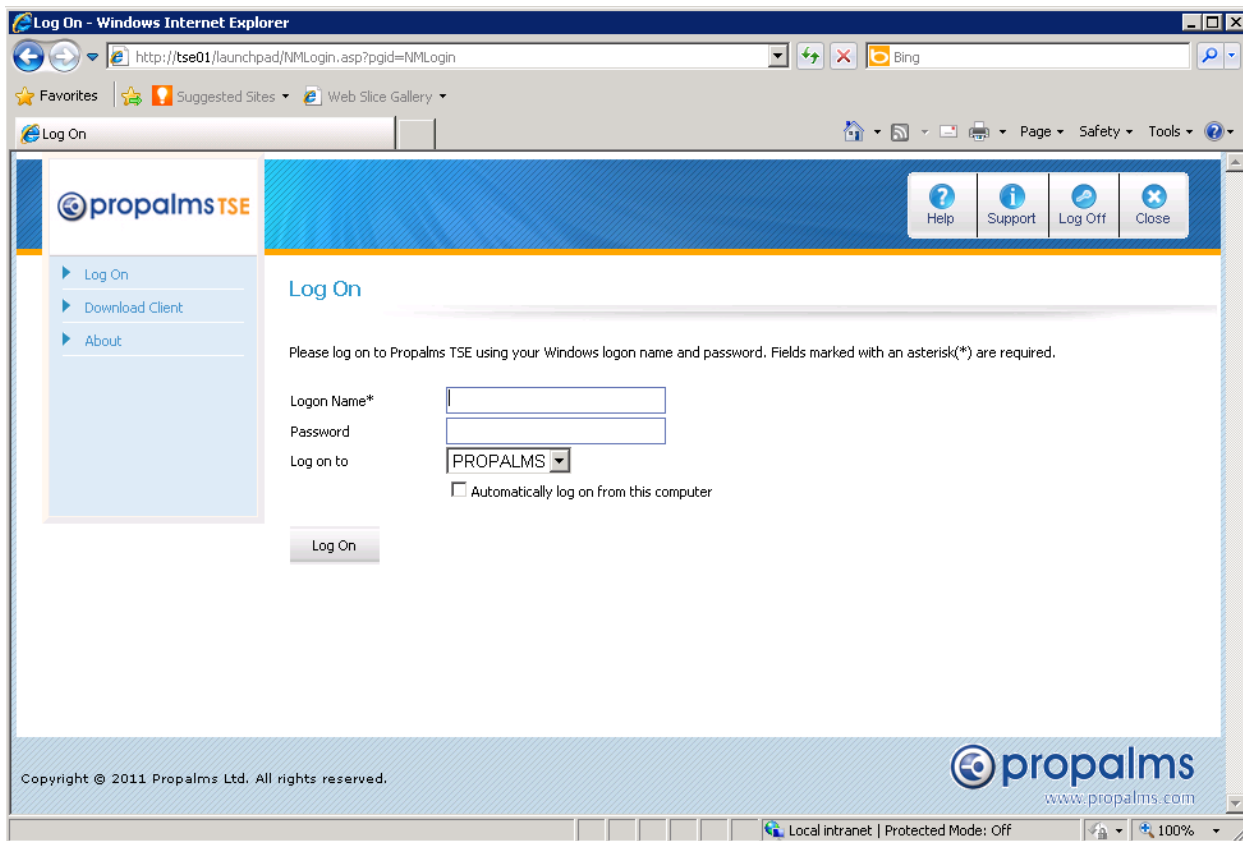 Log On - Windows Internet Explorer
http://tse01/launchpad/NMLogin.asp?pgid=NMLogin
Bing
Favorites Suggested Sites Web Slice Gallery
Log On
Page Safety Tools
propalms TSE
Help Support Log Off Close
Log On
Download Client
About
Log On
Please log on to Propalms TSE using your Windows logon name and password. Fields marked with an asterisk(*) are required.
Logon Name*
Password
Log on to PROPALMS
Automatically log on from this computer
Log On
Copyright © 2011 Propalms Ltd. All rights reserved.
propalms
www.propalms.com
Local intranet | Protected Mode: Off
100%